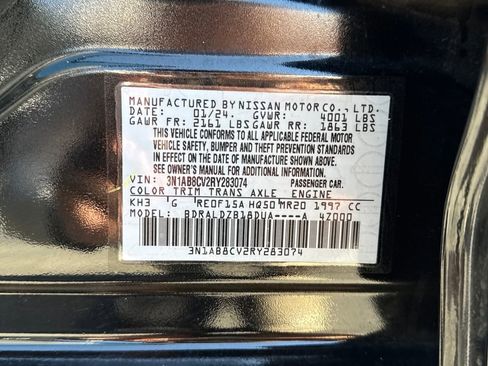 MANUFACTURED BY NISSAN MOTOR CO., LTD.
DATE: 01/24. GVWR: 4001 LBS
GAWR FR: 2161 LBS GAWR RR: 1863 LBS
THIS VEHICLE CONFORMS TO ALL APPLICABLE FEDERAL MOTOR
VEHICLE SAFETY, BUMPER AND THEFT PREVENTION STANDARDS
IN EFFECT ON THE DATE OF MANUFACTURE SHOWN ABOVE.
SEE OWNER'S MANUAL FOR ADDITIONAL INFORMATION
VIN: 3N1AB8CV2RY283074 PASSENGER CAR.
COLOR TRIM TRANS AXLE ENGINE
KH3 G RE0F15A HQ50 MR20 1997 CC
MODEL: BDRALDZB18DUA----A 4Z000
3N1AB8CV2RY283074